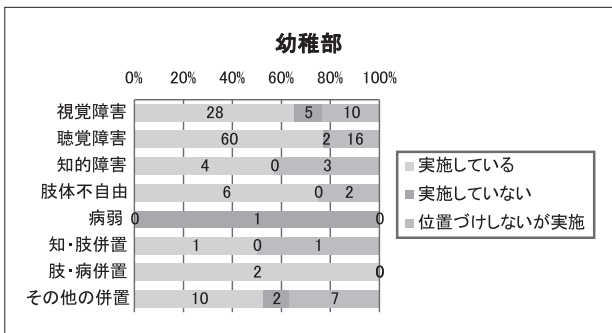 幼稚部
0% 20% 40% 60% 80% 100%
視覚障害 28 5 10
聴覚障害 60 2 16
知的障害 4 0 3
肢体不自由 6 0 2
病弱 0 1 0
知・肢併置 1 0 1
肢・病併置 2 0
その他の併置 10 2 7
実施している
実施していない
位置づけしないが実施